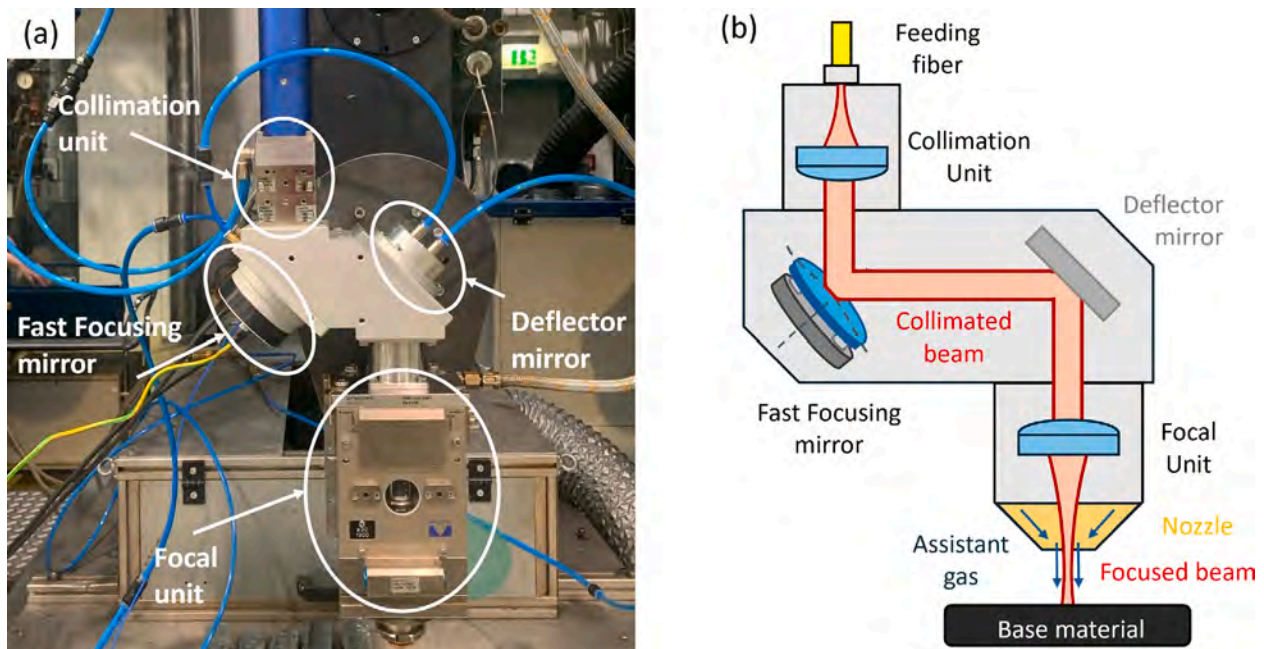 (a)
Collimation
unit
Fast Focusing
mirror
Deflector
mirror
Focal
unit
(b)
Feeding
fiber
Collimation
Unit
Deflector
mirror
Collimated
beam
Fast Focusing
mirror
Focal
Unit
Nozzle
Assistant
gas
Focused beam
Base material